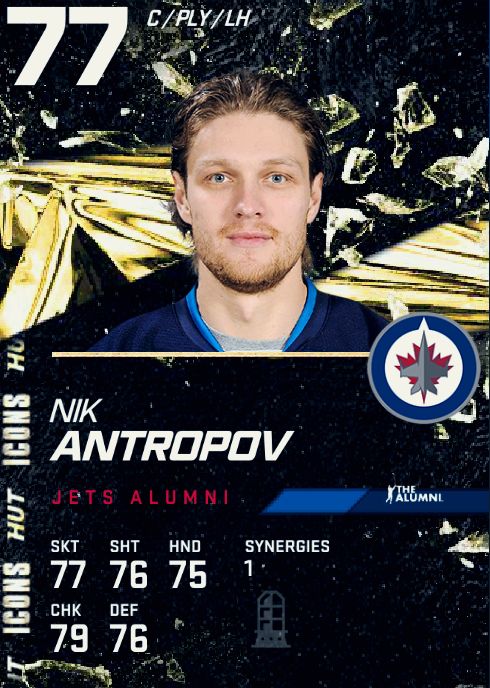 77
C/PLY/LH
NIK
ANTROPOV
JETS ALUMNI
THE
ALUMNI
SKT SHT HND SYNERGIES
77 76 75 1
CHK DEF
79 76
HUT
ICONS
HUT
ICONS